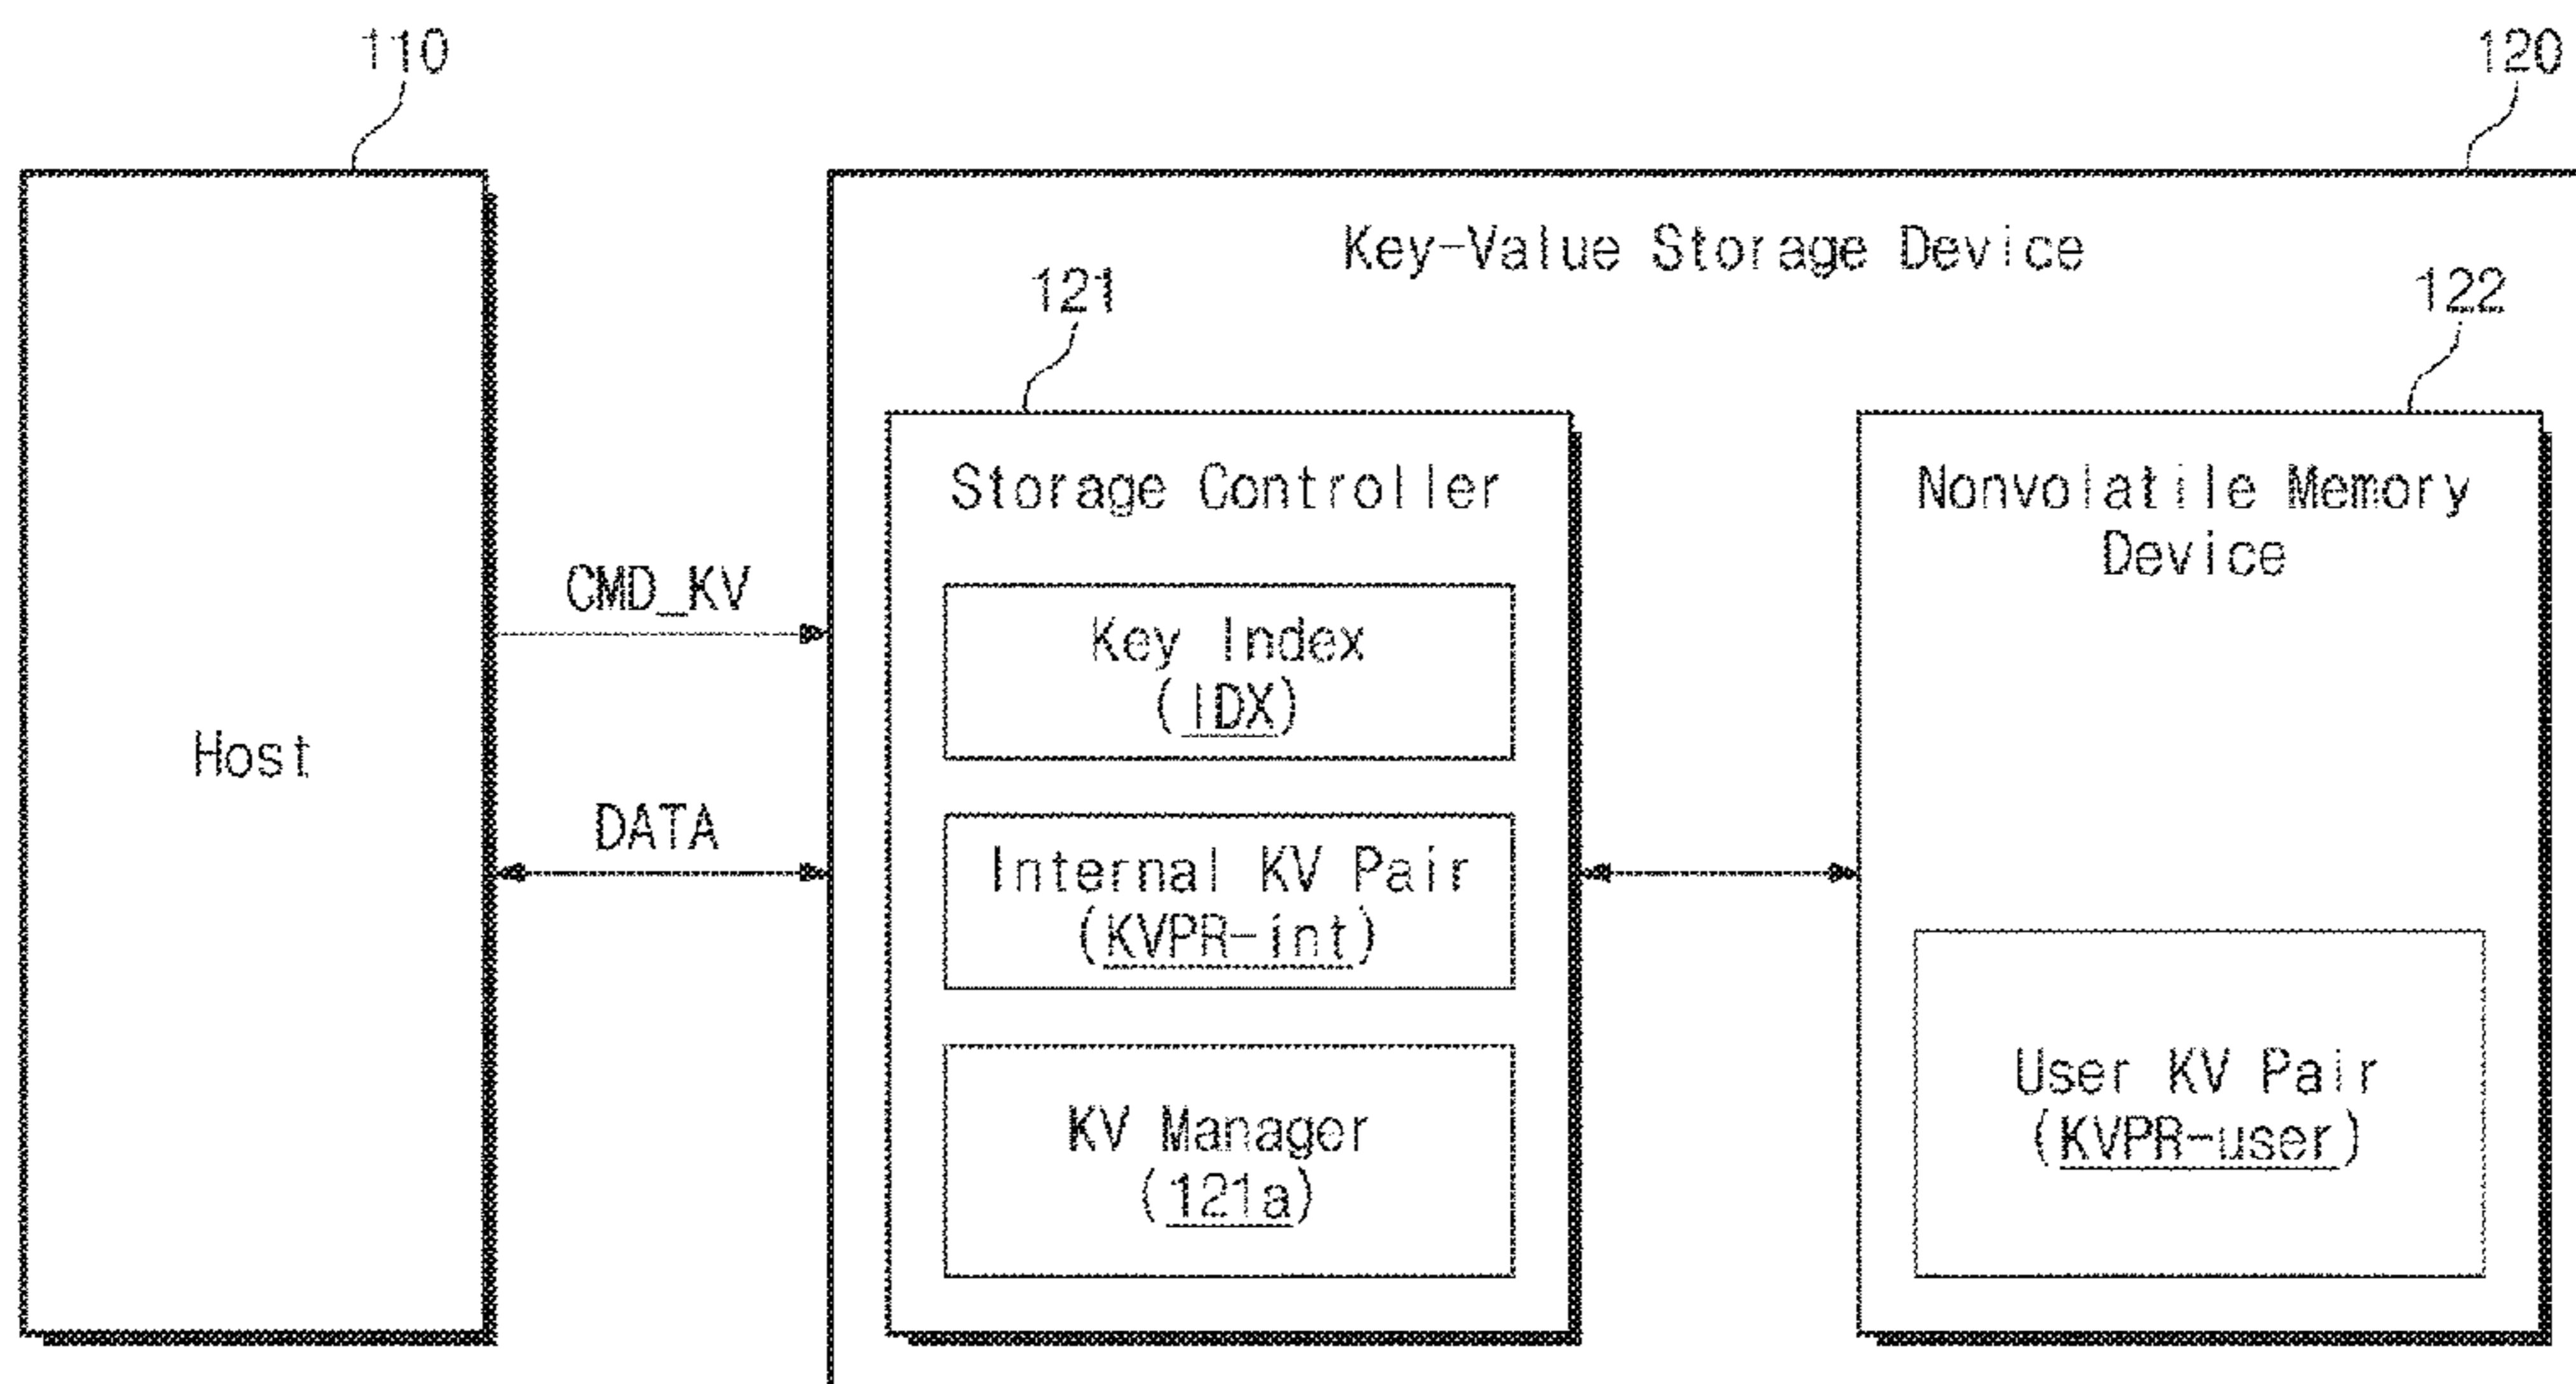 110
120
Key-Value Storage Device
121
122
Storage Controller
Nonvolatile Memory
Device
CMD_KV
Key Index
(IDX)
Host
DATA
Internal KV Pair
(KVPR-int)
KV Manager
(121a)
User KV Pair
(KVPR-user)